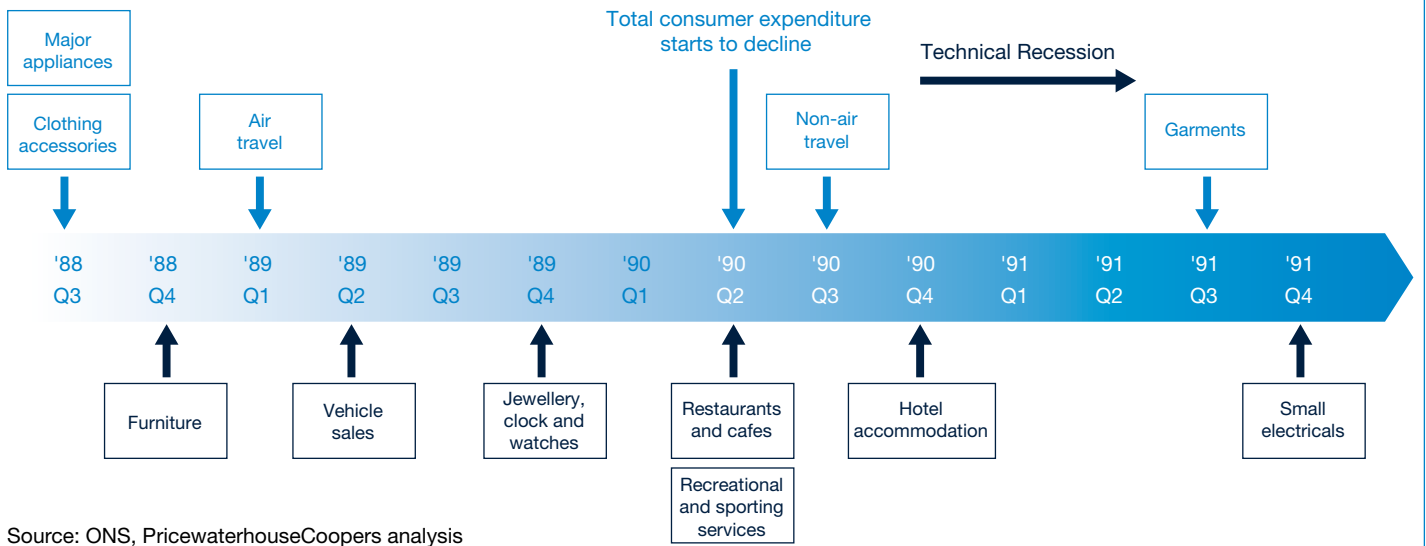 Major
appliances
Clothing
accessories
Air
travel
Total consumer expenditure
starts to decline
Technical Recession
Non-air
travel
Garments
'88 '88 '89 '89 '89 '89 '90 '90 '90 '90 '91 '91 '91 '91
Q3 Q4 Q1 Q2 Q3 Q4 Q1 Q2 Q3 Q4 Q1 Q2 Q3 Q4
Furniture
Vehicle
sales
Jewellery,
clock and
watches
Restaurants
and cafes
Recreational
and sporting
services
Hotel
accommodation
Small
electricals
Source: ONS, PricewaterhouseCoopers analysis